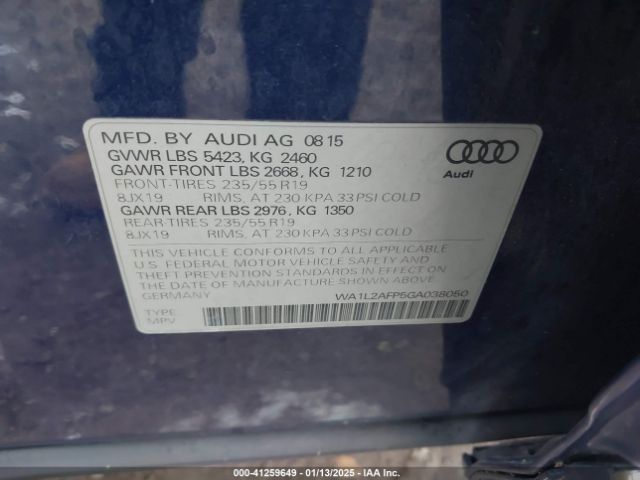 MFD. BY AUDI AG 08 15
GVWR LBS 5423, KG 2460
GAWR FRONT LBS 2668, KG 1210
FRONT-TIRES 235/55 R19
8JX19 RIMS, AT 230 KPA 33 PSI COLD
GAWR REAR LBS 2976, KG 1350
REAR-TIRES 235/55 R19
8JX19 RIMS, AT 230 KPA 33 PSI COLD
THIS VEHICLE CONFORMS TO ALL APPLICABLE
U.S. FEDERAL MOTOR VEHICLE SAFETY AND
THEFT PREVENTION STANDARDS IN EFFECT ON THE
DATE OF MANUFACTURE SHOWN ABOVE.
GERMANY WA1L2AFP5GA038050
TYPE:
MPV
Audi
000-41259649 - 01/13/2025 - IAA Inc.